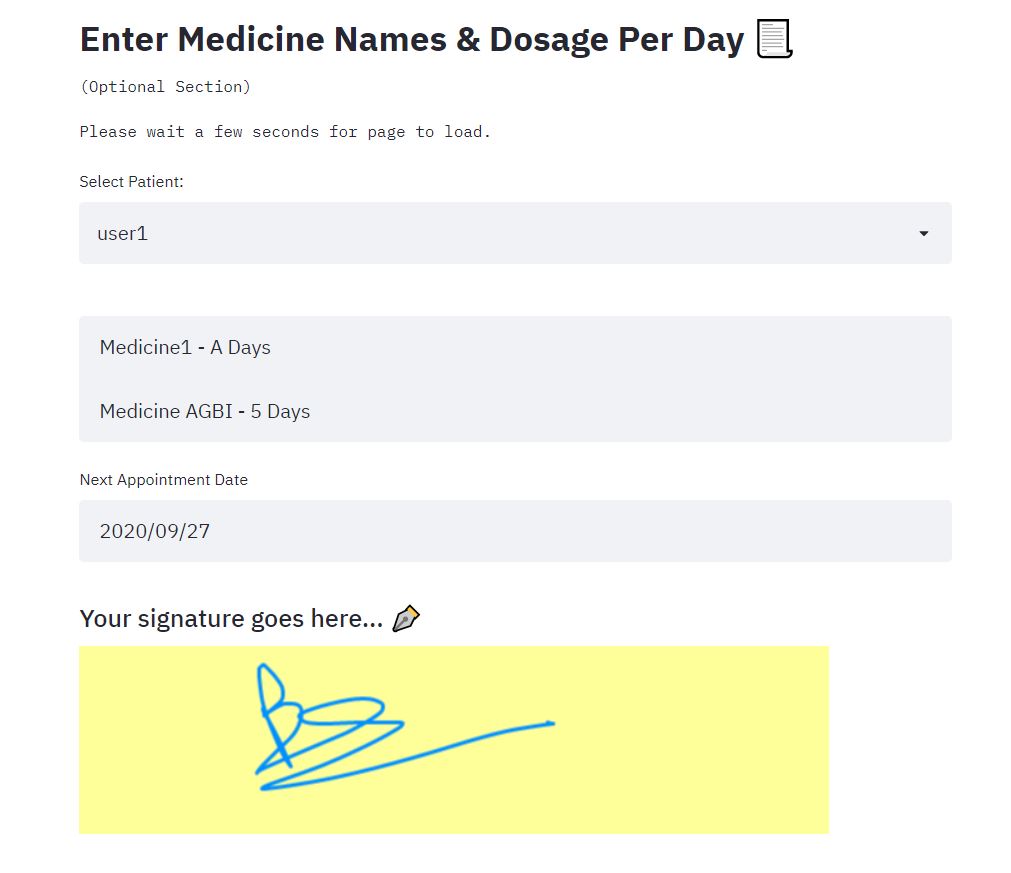 Enter Medicine Names & Dosage Per Day
(Optional Section)
Please wait a few seconds for page to load.
Select Patient:
user1
Medicine1 - A Days
Medicine AGBI - 5 Days
Next Appointment Date
2020/09/27
Your signature goes here...